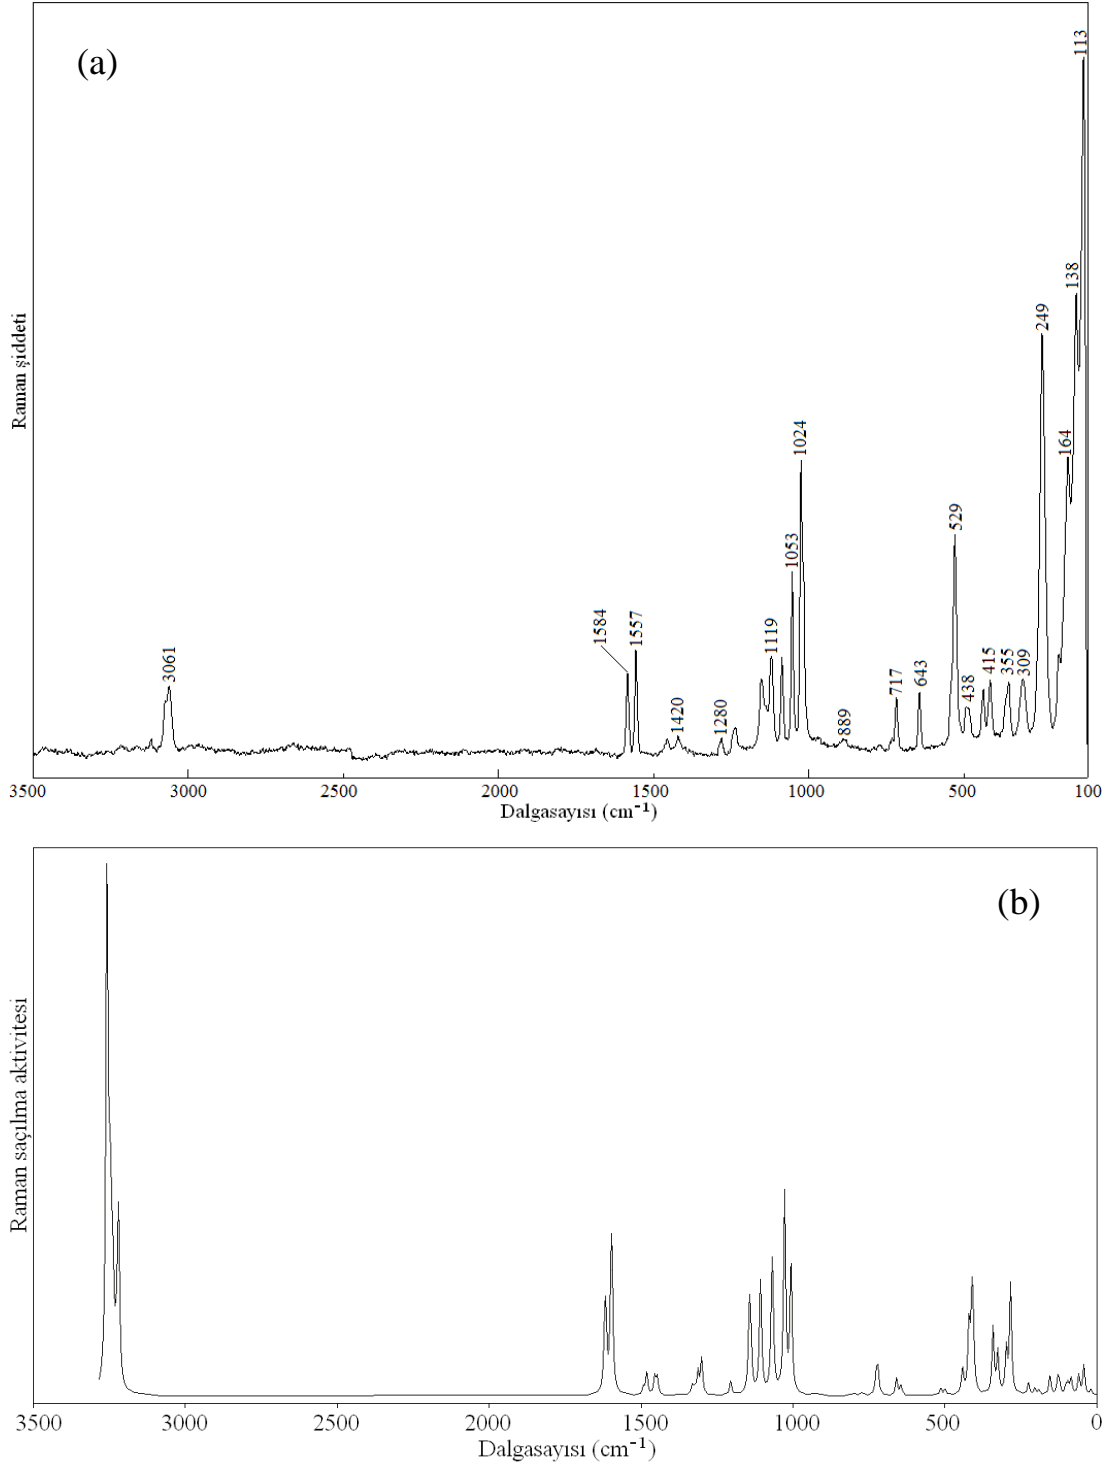 (a)
113
138
249
164
1024
529
1053
1584
1557
1119
3061
717
643
438
415
355
309
1420
1280
889
Raman şiddeti
3500 3000 2500 2000 1500 1000 500 100
Dalgasayısı (cm⁻¹)
(b)
Raman saçılma aktivitesi
3500 3000 2500 2000 1500 1000 500 0
Dalgasayısı (cm⁻¹)